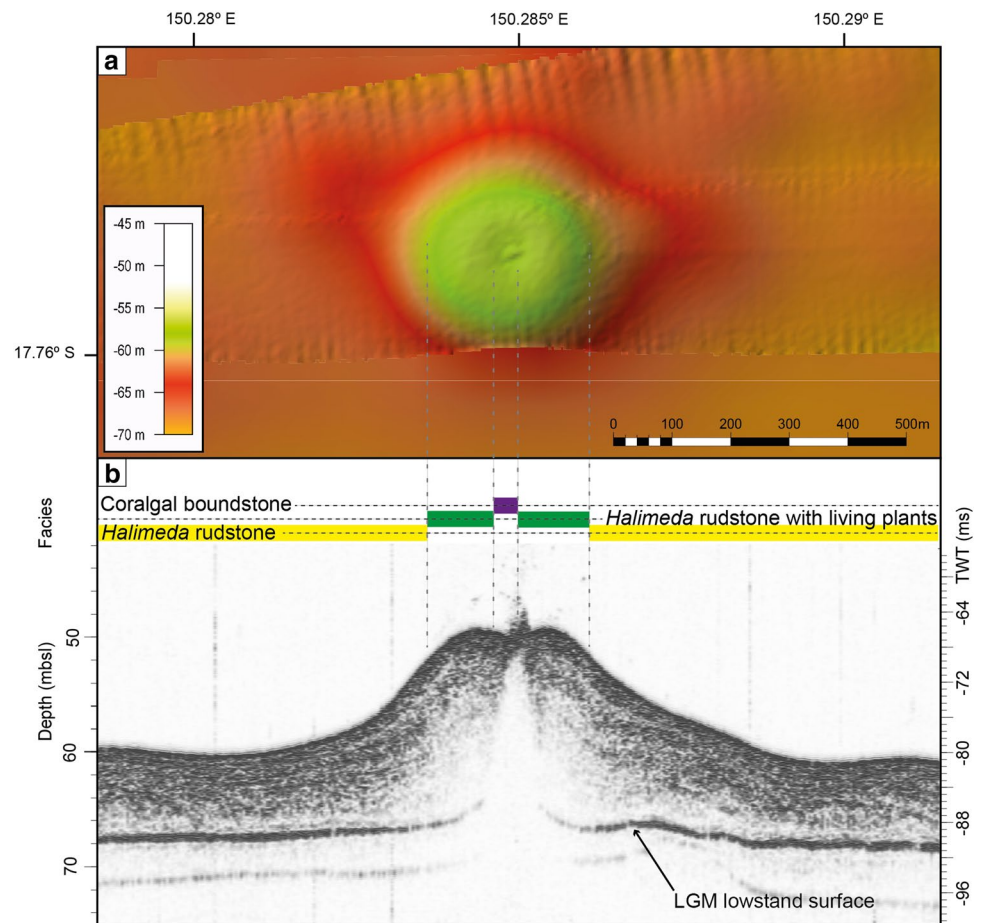 150.28º E 150.285º E 150.29º E
a
-45 m
-50 m
-55 m
-60 m
-65 m
-70 m
17.76º S
0 100 200 300 400 500m
b
Facies
Coralgal boundstone
Halimeda rudstone with living plants
Halimeda rudstone
TWT (ms)
Depth (mbsl)
50
60
70
-64
-72
-80
-88
-96
LGM lowstand surface